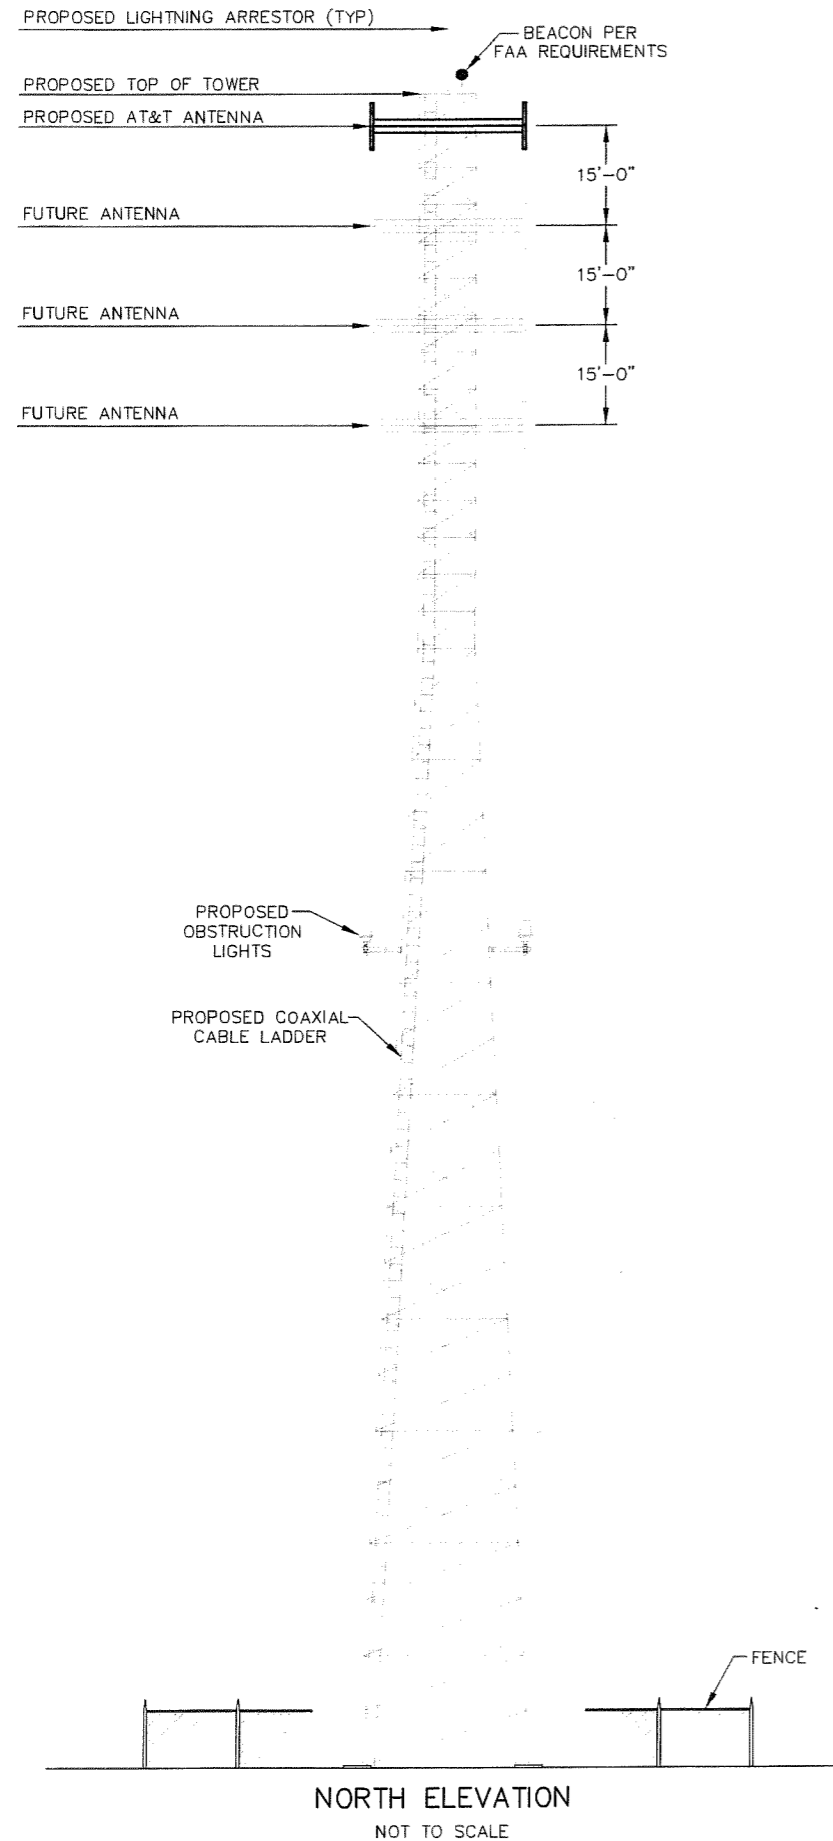 PROPOSED LIGHTNING ARRESTOR (TYP)
BEACON PER
FAA REQUIREMENTS
PROPOSED TOP OF TOWER
PROPOSED AT&T ANTENNA
15'-0"
FUTURE ANTENNA
15'-0"
FUTURE ANTENNA
15'-0"
FUTURE ANTENNA
PROPOSED
OBSTRUCTION
LIGHTS
PROPOSED COAXIAL
CABLE LADDER
FENCE
NORTH ELEVATION
NOT TO SCALE